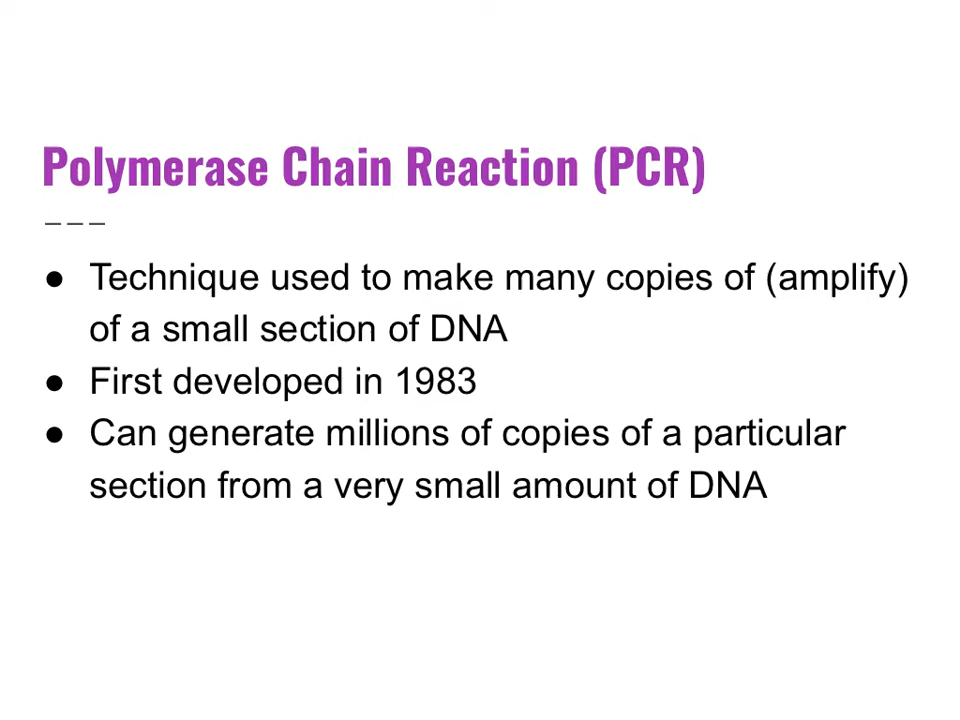 Polymerase Chain Reaction (PCR)
● Technique used to make many copies of (amplify)
of a small section of DNA
● First developed in 1983
● Can generate millions of copies of a particular
section from a very small amount of DNA